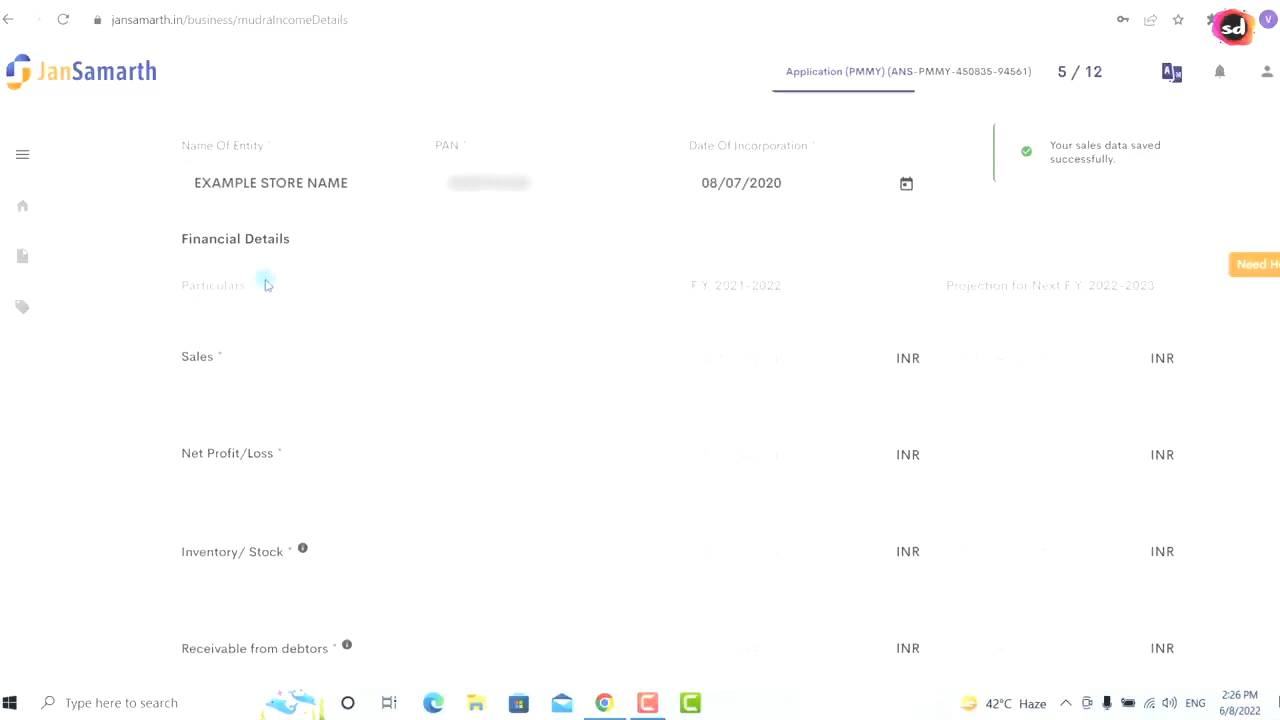 jansamarth.in/business/mudraIncomeDetails
sd
V
JanSamarth
Application (PMMY) (ANS-PMMY-450835-94561)
5 / 12
Name Of Entity *
PAN *
Date Of Incorporation *
Your sales data saved
successfully.
EXAMPLE STORE NAME
08/07/2020
Financial Details
Need H
Particulars
F.Y. 2021-2022
Projection for Next F.Y. 2022-2023
Sales *
INR
INR
Net Profit/Loss *
INR
INR
Inventory/ Stock *
INR
INR
Receivable from debtors *
INR
INR
Type here to search
42°C Haze
ENG
2:26 PM
6/8/2022